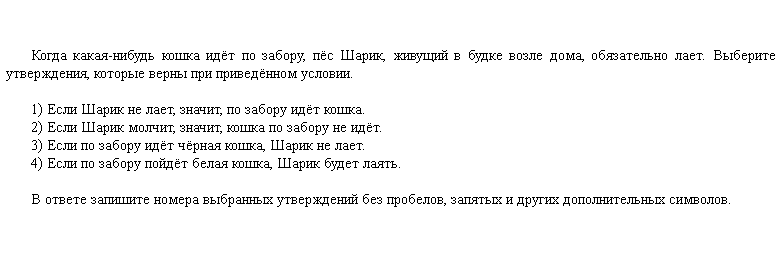 Когда какая-нибудь кошка идёт по забору, пёс Шарик, живущий в будке возле дома, обязательно лает. Выберите
утверждения, которые верны при приведённом условии.
1) Если Шарик не лает, значит, по забору идёт кошка.
2) Если Шарик молчит, значит, кошка по забору не идёт.
3) Если по забору идёт чёрная кошка, Шарик не лает.
4) Если по забору пойдёт белая кошка, Шарик будет лаять.
В ответе запишите номера выбранных утверждений без пробелов, запятых и других дополнительных символов.